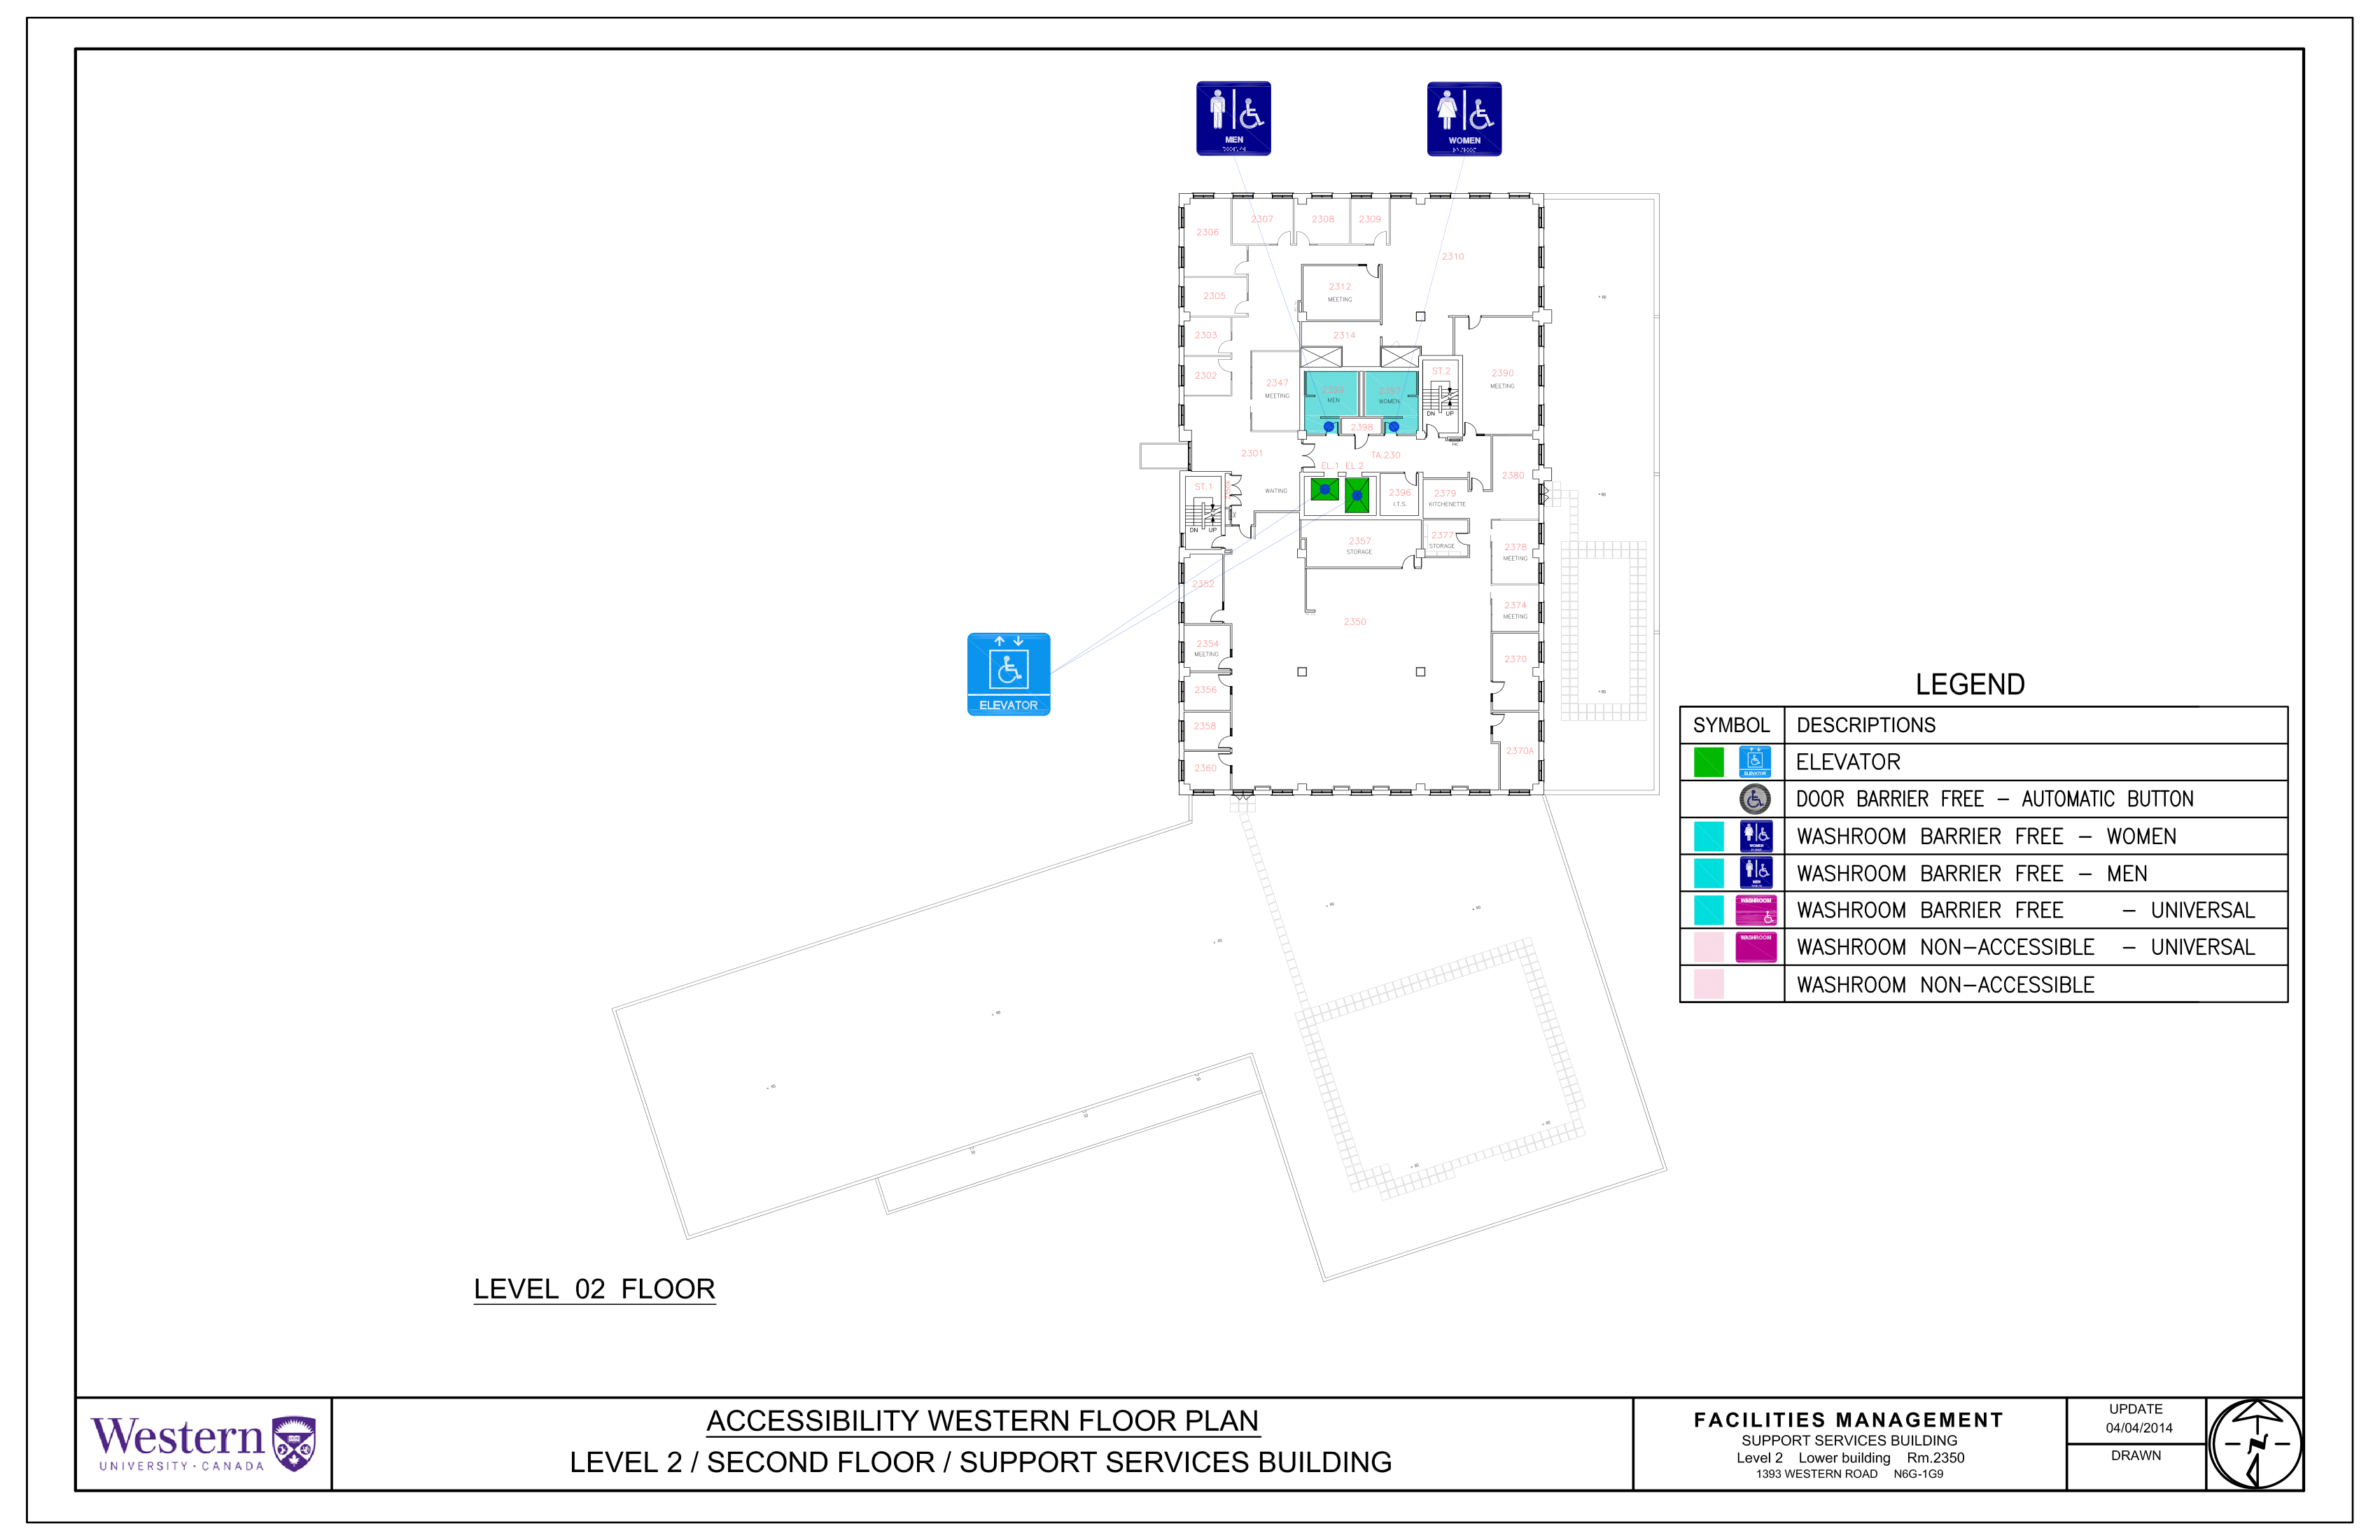 MEN
WOMEN
2306
2307
2308
2309
2310
2305
2312
MEETING
2303
2314
2302
2347
MEETING
MEN
WOMEN
ST.2
DN UP
2390
MEETING
2398
2301
TA.230
EL.1 EL.2
2380
ST.1
DN UP
WAITING
2396
I.T.S.
2379
KITCHENETTE
2357
STORAGE
2377
STORAGE
2378
MEETING
2352
2374
MEETING
2350
2354
MEETING
2370
2356
2358
2370A
2360
ELEVATOR
LEGEND
SYMBOL DESCRIPTIONS
ELEVATOR
ELEVATOR
DOOR BARRIER FREE - AUTOMATIC BUTTON
WOMEN
WASHROOM BARRIER FREE - WOMEN
MEN
WASHROOM BARRIER FREE - MEN
WASHROOM
WASHROOM BARRIER FREE - UNIVERSAL
WASHROOM
WASHROOM NON-ACCESSIBLE - UNIVERSAL
WASHROOM NON-ACCESSIBLE
LEVEL 02 FLOOR
Western
UNIVERSITY · CANADA
ACCESSIBILITY WESTERN FLOOR PLAN
LEVEL 2 / SECOND FLOOR / SUPPORT SERVICES BUILDING
FACILITIES MANAGEMENT
SUPPORT SERVICES BUILDING
Level 2 Lower building Rm.2350
1393 WESTERN ROAD N6G-1G9
UPDATE
04/04/2014
DRAWN
N